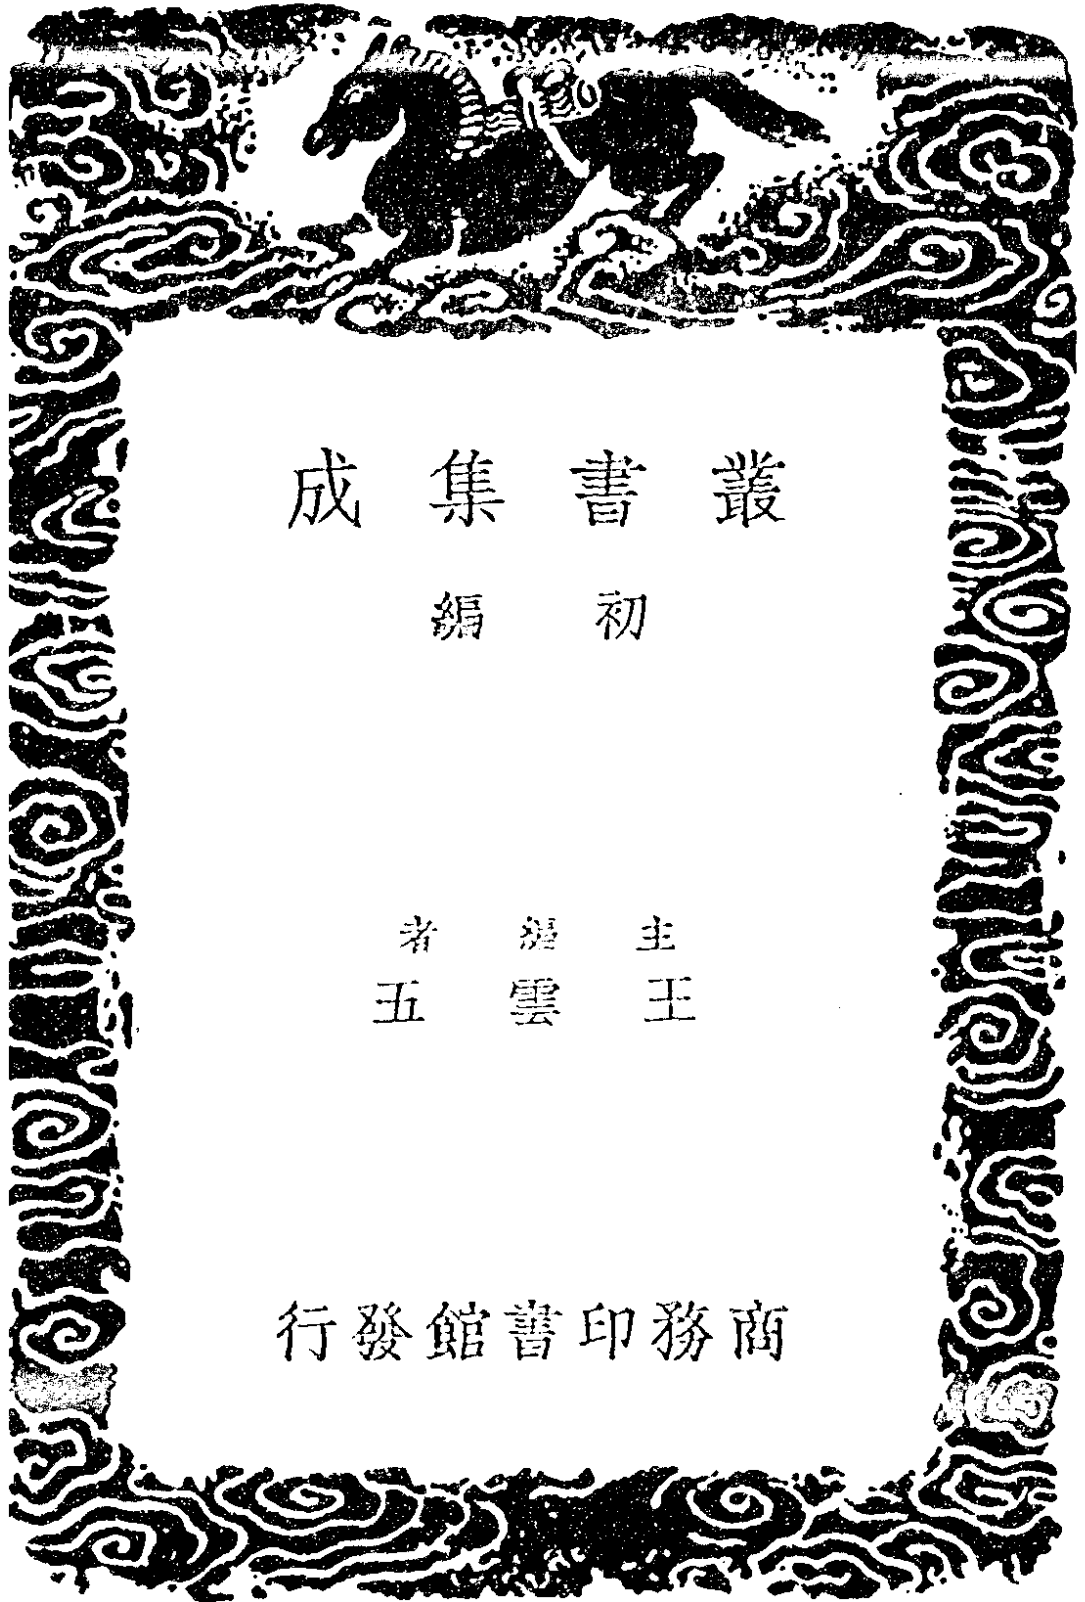 叢書集成
初編
主編者
王雲五
商務印書館發行